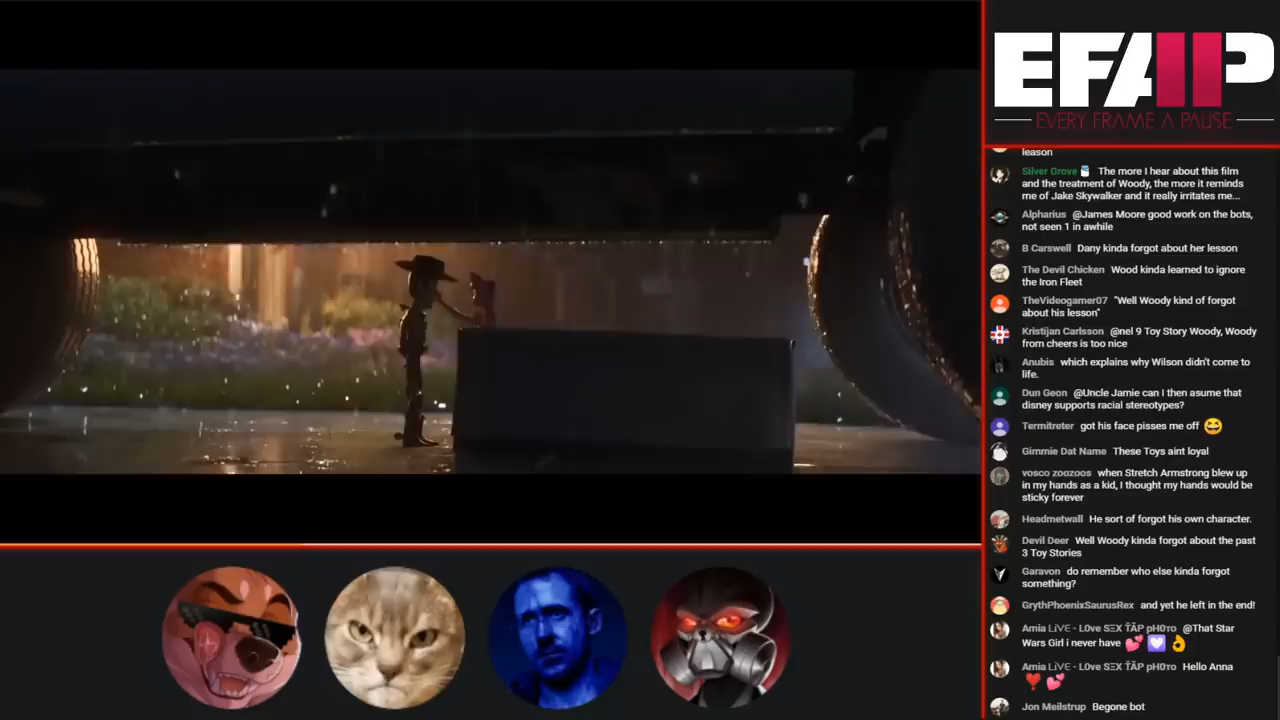 EFAP
EVERY FRAME A PAUSE
leason
Silver Grove The more I hear about this film
and the treatment of Woody, the more it reminds
me of Jake Skywalker and it really irritates me...
Alpharius @James Moore good work on the bots,
not seen 1 in awhile
B Carswell Dany kinda forgot about her lesson
The Devil Chicken Wood kinda learned to ignore
the Iron Fleet
TheVideogamer07 "Well Woody kind of forgot
about his lesson"
Kristijan Carlsson @nel 9 Toy Story Woody, Woody
from cheers is too nice
Anubis which explains why Wilson didn't come to
life.
Dun Geon @Uncle Jamie can I then asume that
disney supports racial stereotypes?
Termitreter got his face pisses me off 😆
Gimmie Dat Name These Toys aint loyal
vosco zoozoos when Stretch Armstrong blew up
in my hands as a kid, I thought my hands would be
sticky forever
Headmetwall He sort of forgot his own character.
Devil Deer Well Woody kinda forgot about the past
3 Toy Stories
Garavon do remember who else kinda forgot
something?
GrythPhoenixSaurusRex and yet he left in the end!
Amia LiVE - L0ve SΞX ŤÃP pH0тo @That Star
Wars Girl i never have 💕 💟 👌
Amia LiVE - L0ve SΞX ŤÃP pH0тo Hello Anna
❣️ 💕
Jon Meilstrup Begone bot